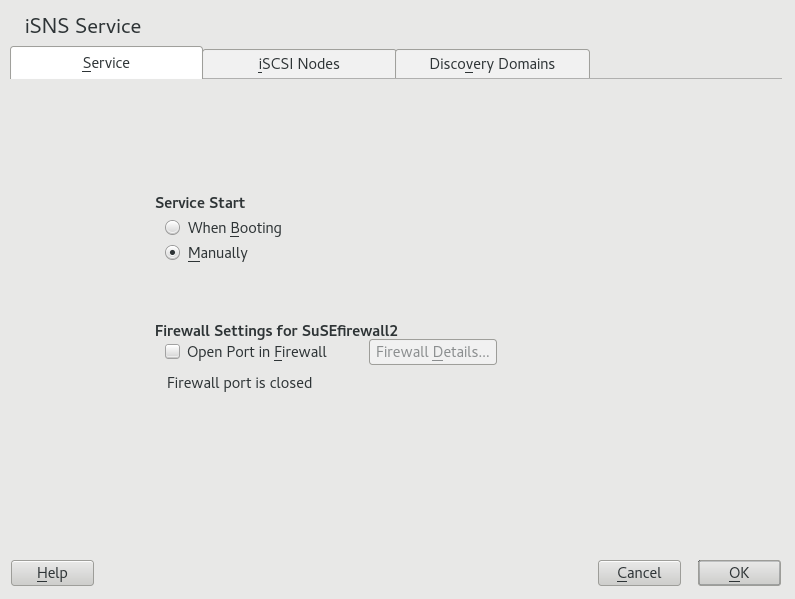 iSNS Service
Service iSCSI Nodes Discovery Domains
Service Start
When Booting
Manually
Firewall Settings for SuSEfirewall2
Open Port in Firewall Firewall Details...
Firewall port is closed
Help Cancel OK